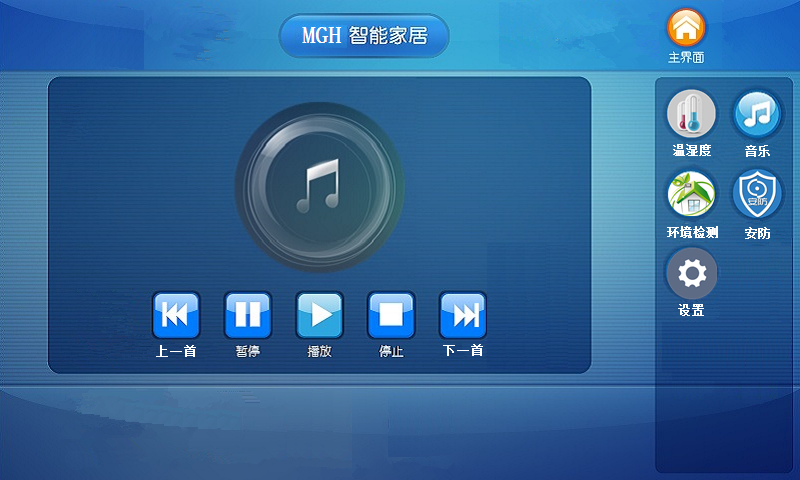 MGH 智能家居
主界面
温湿度
音乐
环境检测
安防
安防
设置
上一首
暂停
播放
停止
下一首